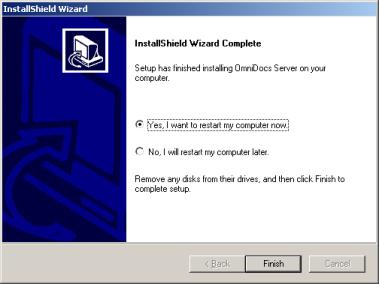 InstallShield Wizard
InstallShield Wizard Complete
Setup has finished installing OmniDocs Server on your
computer.
Yes, I want to restart my computer now.
No, I will restart my computer later.
Remove any disks from their drives, and then click Finish to
complete setup.
< Back Finish Cancel